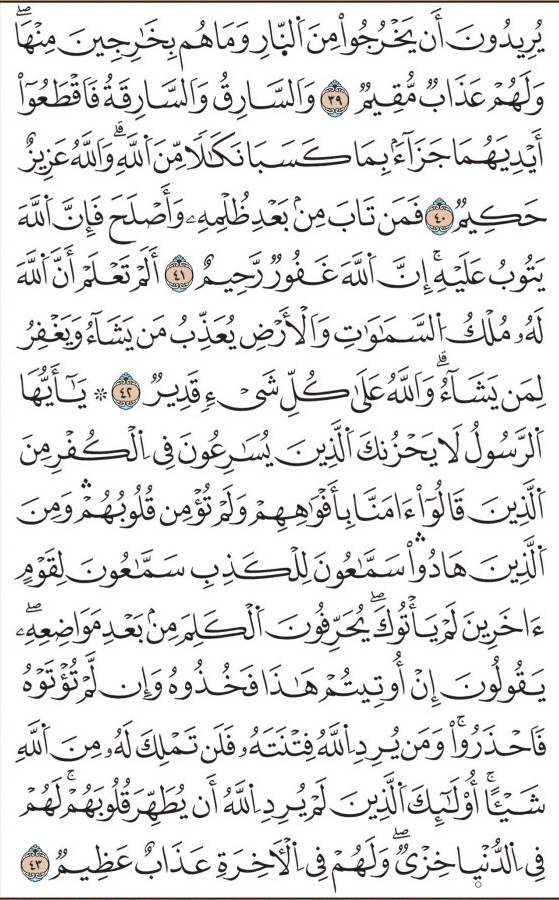 يُرِيدُونَ أَن يَخْرُجُوا۟ مِنَ ٱلنّ۪ارِ وَمَا هُم بِخَٰرِجِينَ مِنْهَاۖ
وَلَهُمْ عَذَابٌ مُّقِيمٌ ٣٩ وَٱلسَّارِقُ وَٱلسَّارِقَةُ فَٱقْطَعُوٓا۟
أَيْدِيَهُمَا جَزَآءَۢ بِمَا كَسَبَا نَكَٰلًا مِّنَ ٱللَّهِۗ وَٱللَّهُ عَزِيزٌ
حَكِيمٌ ٤٠ فَمَن تَابَ مِنۢ بَعْدِ ظُلْمِهِۦ وَأَصْلَحَ فَإِنَّ ٱللَّهَ
يَتُوبُ عَلَيْهِۚ إِنَّ ٱللَّهَ غَفُورٌ رَّحِيمٌ ٤١ أَلَمْ تَعْلَمْ أَنَّ ٱللَّهَ
لَهُۥ مُلْكُ ٱلسَّمَٰوَٰتِ وَٱلْأَرْضِ يُعَذِّبُ مَن يَشَآءُ وَيَغْفِرُ
لِمَن يَشَآءُۗ وَٱللَّهُ عَلَىٰ كُلِّ شَىْءٍ قَدِيرٌ ٤٢ ۞ يَٰٓأَيُّهَا
ٱلرَّسُولُ لَا يَحْزُنكَ ٱلَّذِينَ يُسَٰرِعُونَ فِى ٱلْكُفْرِ مِنَ
ٱلَّذِينَ قَالُوٓا۟ ءَامَنَّا بِأَفْوَٰهِهِمْ وَلَمْ تُؤْمِن قُلُوبُهُمْۛ وَمِنَ
ٱلَّذِينَ هَادُوا۟ۛ سَمَّٰعُونَ لِلْكَذِبِ سَمَّٰعُونَ لِقَوْمٍ
ءَاخَرِينَ لَمْ يَأْتُوكَۖ يُحَرِّفُونَ ٱلْكَلِمَ مِنۢ بَعْدِ مَوَاضِعِهِۦۖ
يَقُولُونَ إِنْ أُوتِيتُمْ هَٰذَا فَخُذُوهُ وَإِن لَّمْ تُؤْتَوْهُ
فَٱحْذَرُوا۟ۚ وَمَن يُرِدِ ٱللَّهُ فِتْنَتَهُۥ فَلَن تَمْلِكَ لَهُۥ مِنَ ٱللَّهِ
شَيْـًٔاۚ أُو۟لَٰٓئِكَ ٱلَّذِينَ لَمْ يُرِدِ ٱللَّهُ أَن يُطَهِّرَ قُلُوبَهُمْۚ لَهُمْ
فِى ٱلدُّنْي۪ا خِزْىٌۖ وَلَهُمْ فِى ٱلْـَٔاخِرَةِ عَذَابٌ عَظِيمٌ ٤٣